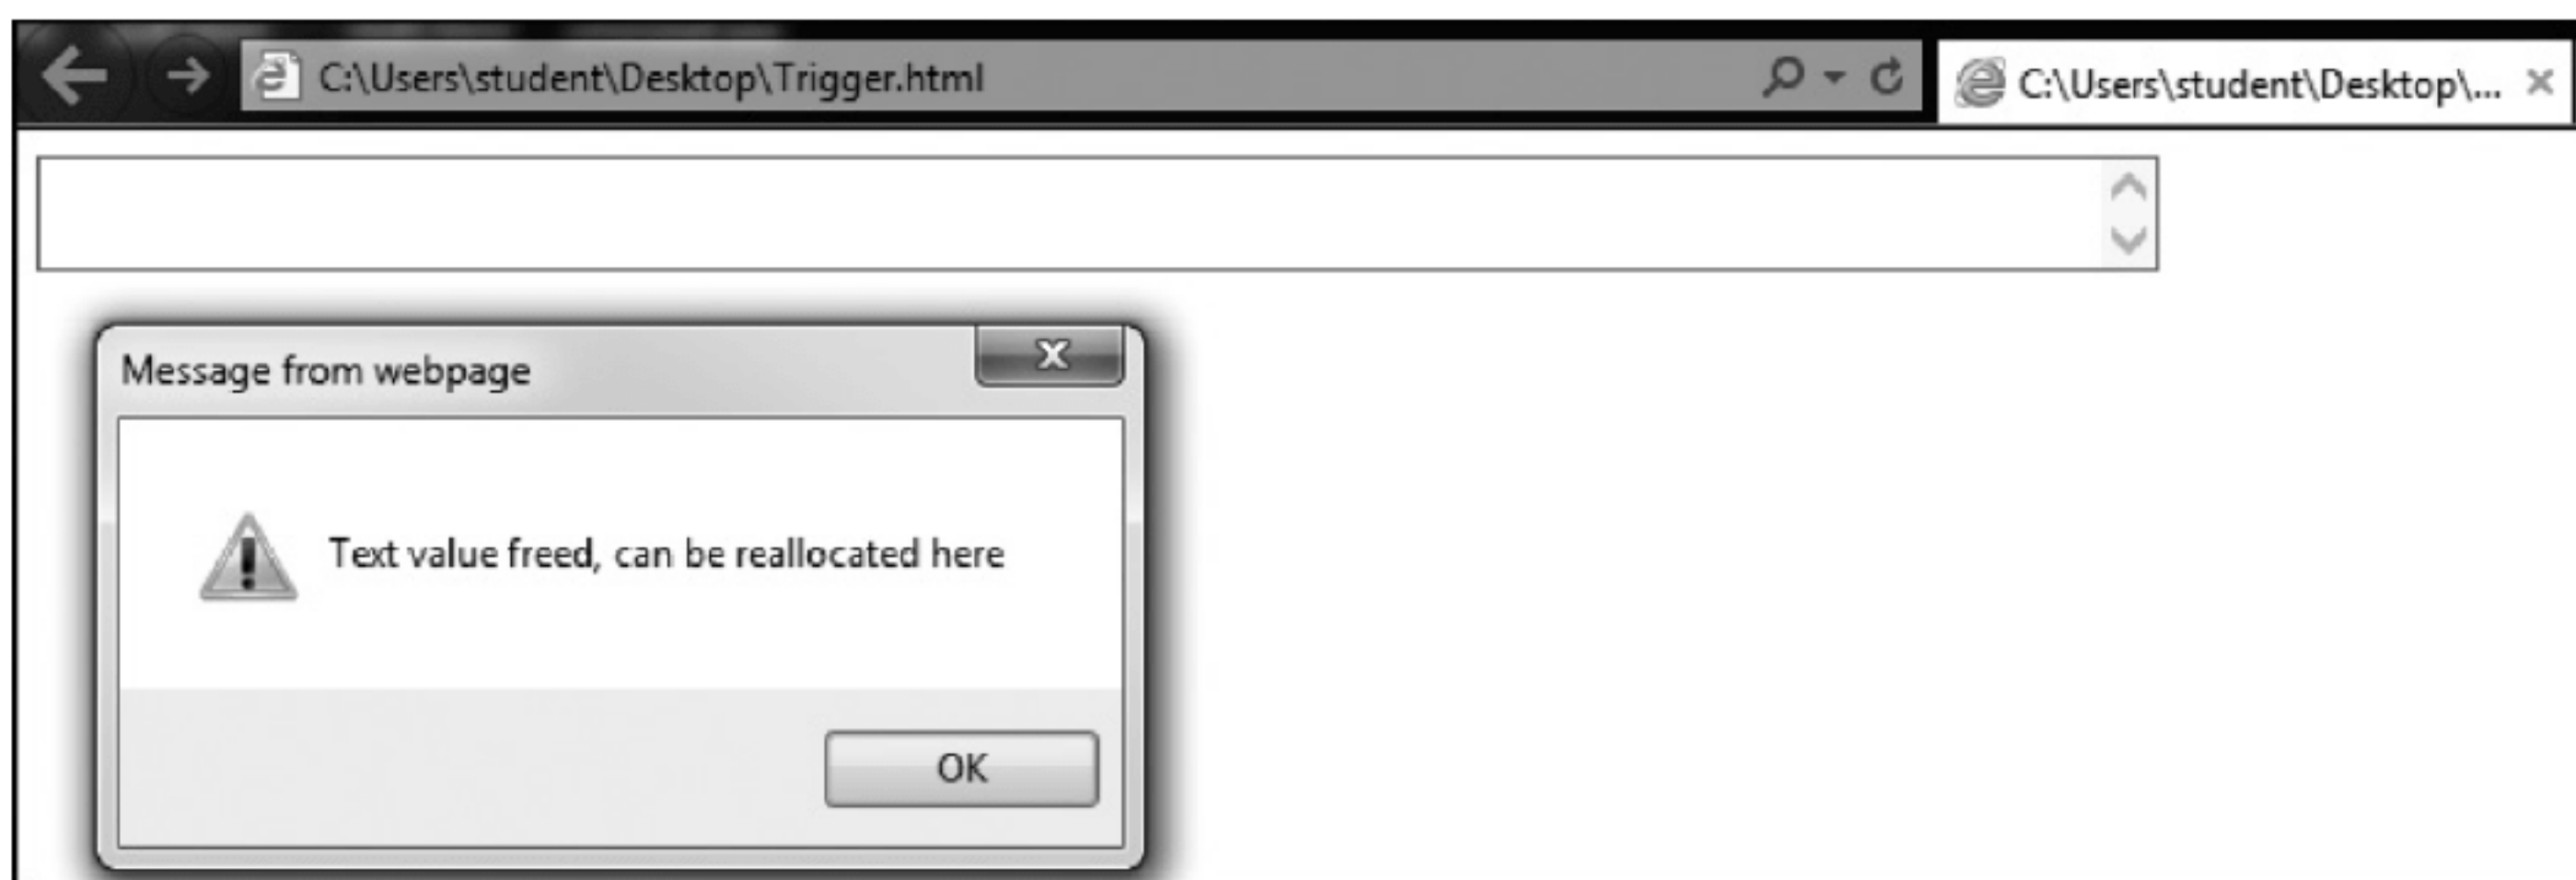 C:\Users\student\Desktop\Trigger.html
C:\Users\student\Desktop\...
Message from webpage
Text value freed, can be reallocated here
OK